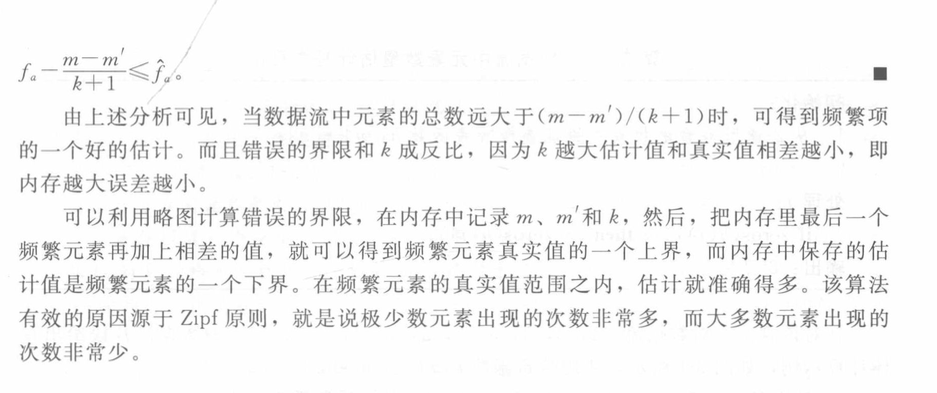 f_a − (m−m′)/(k+1) ≤ f̂_a。 ■
由上述分析可见，当数据流中元素的总数远大于(m−m′)/(k+1)时，可得到频繁项
的一个好的估计。而且错误的界限和 k 成反比，因为 k 越大估计值和真实值相差越小，即
内存越大误差越小。
可以利用略图计算错误的界限，在内存中记录 m、m′和 k，然后，把内存里最后一个
频繁元素再加上相差的值，就可以得到频繁元素真实值的一个上界，而内存中保存的估
计值是频繁元素的一个下界。在频繁元素的真实值范围之内，估计就准确得多。该算法
有效的原因源于 Zipf 原则，就是说极少数元素出现的次数非常多，而大多数元素出现的
次数非常少。